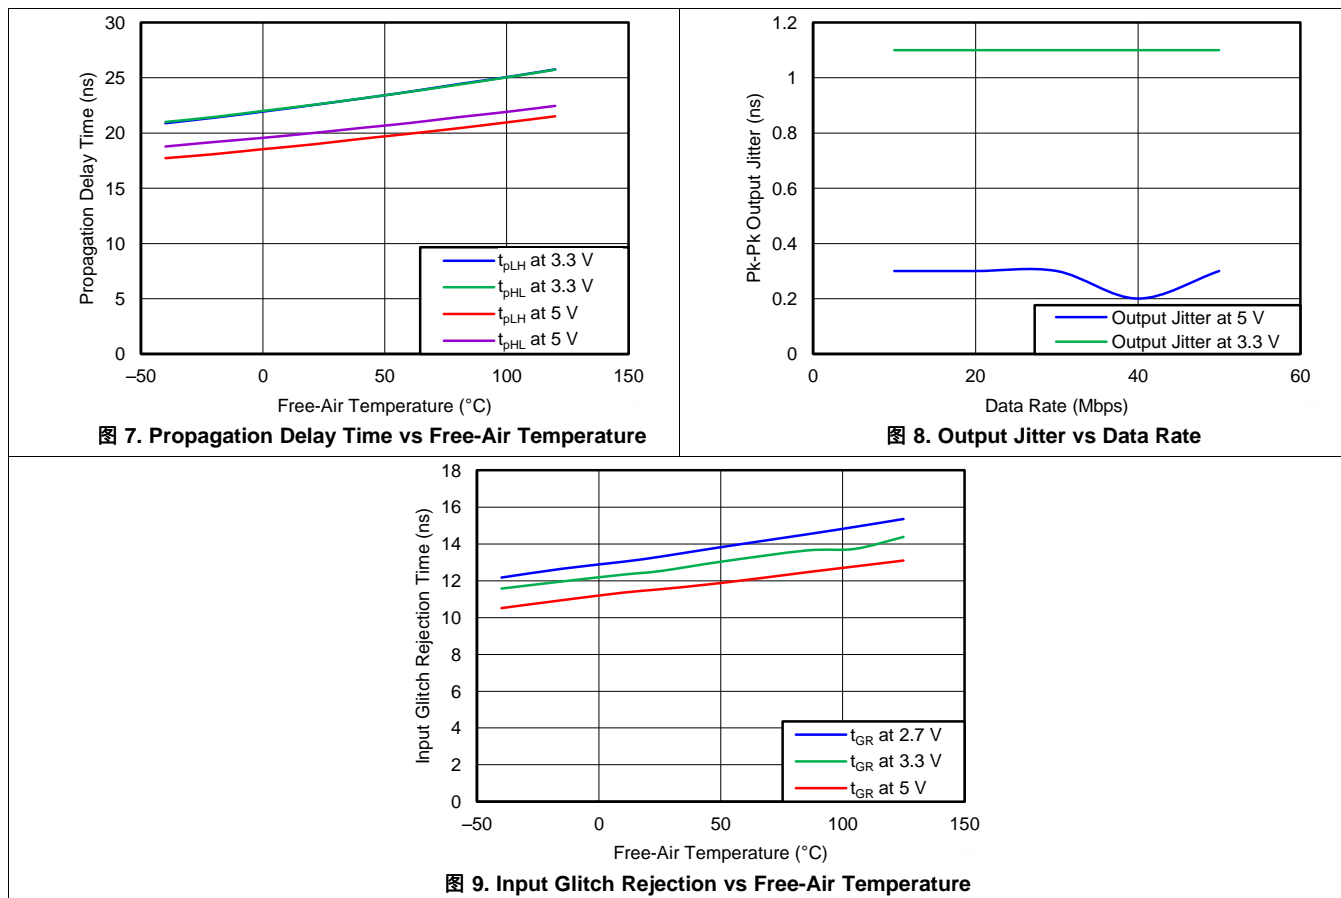 30
25
20
15
10
5
0
–50
0
50
100
150
Propagation Delay Time (ns)
Free-Air Temperature (°C)
tpLH at 3.3 V
tpHL at 3.3 V
tpLH at 5 V
tpHL at 5 V
图 7. Propagation Delay Time vs Free-Air Temperature
1.2
1
0.8
0.6
0.4
0.2
0
0
20
40
60
Pk-Pk Output Jitter (ns)
Data Rate (Mbps)
Output Jitter at 5 V
Output Jitter at 3.3 V
图 8. Output Jitter vs Data Rate
18
16
14
12
10
8
6
4
2
0
–50
0
50
100
150
Input Glitch Rejection Time (ns)
Free-Air Temperature (°C)
tGR at 2.7 V
tGR at 3.3 V
tGR at 5 V
图 9. Input Glitch Rejection vs Free-Air Temperature